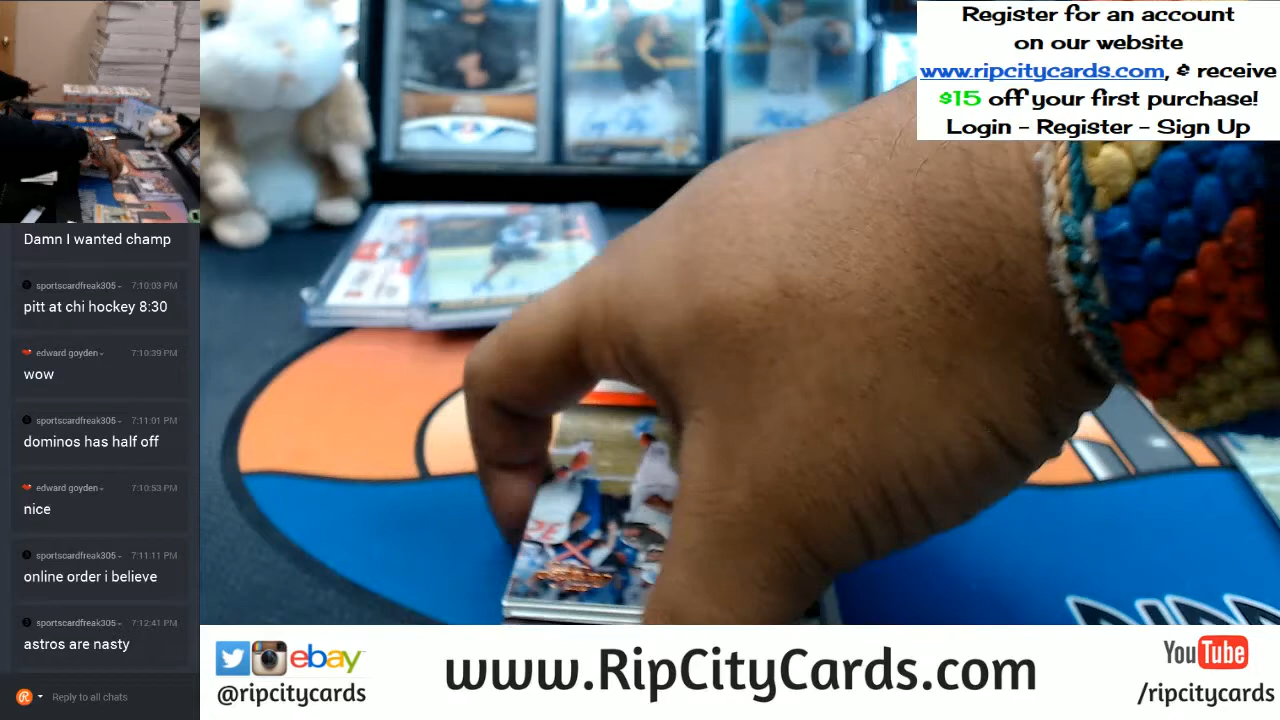 Register for an account
on our website
www.ripcitycards.com, & receive
$15 off your first purchase!
Login - Register - Sign Up
Damn I wanted champ
sportscardfreak305 7:10:03 PM
pitt at chi hockey 8:30
edward goyden 7:10:39 PM
wow
sportscardfreak305 7:11:01 PM
dominos has half off
edward goyden 7:10:53 PM
nice
sportscardfreak305 7:11:11 PM
online order i believe
sportscardfreak305 7:12:41 PM
astros are nasty
Reply to all chats
ebay
@ripcitycards
www.RipCityCards.com
YouTube
/ripcitycards